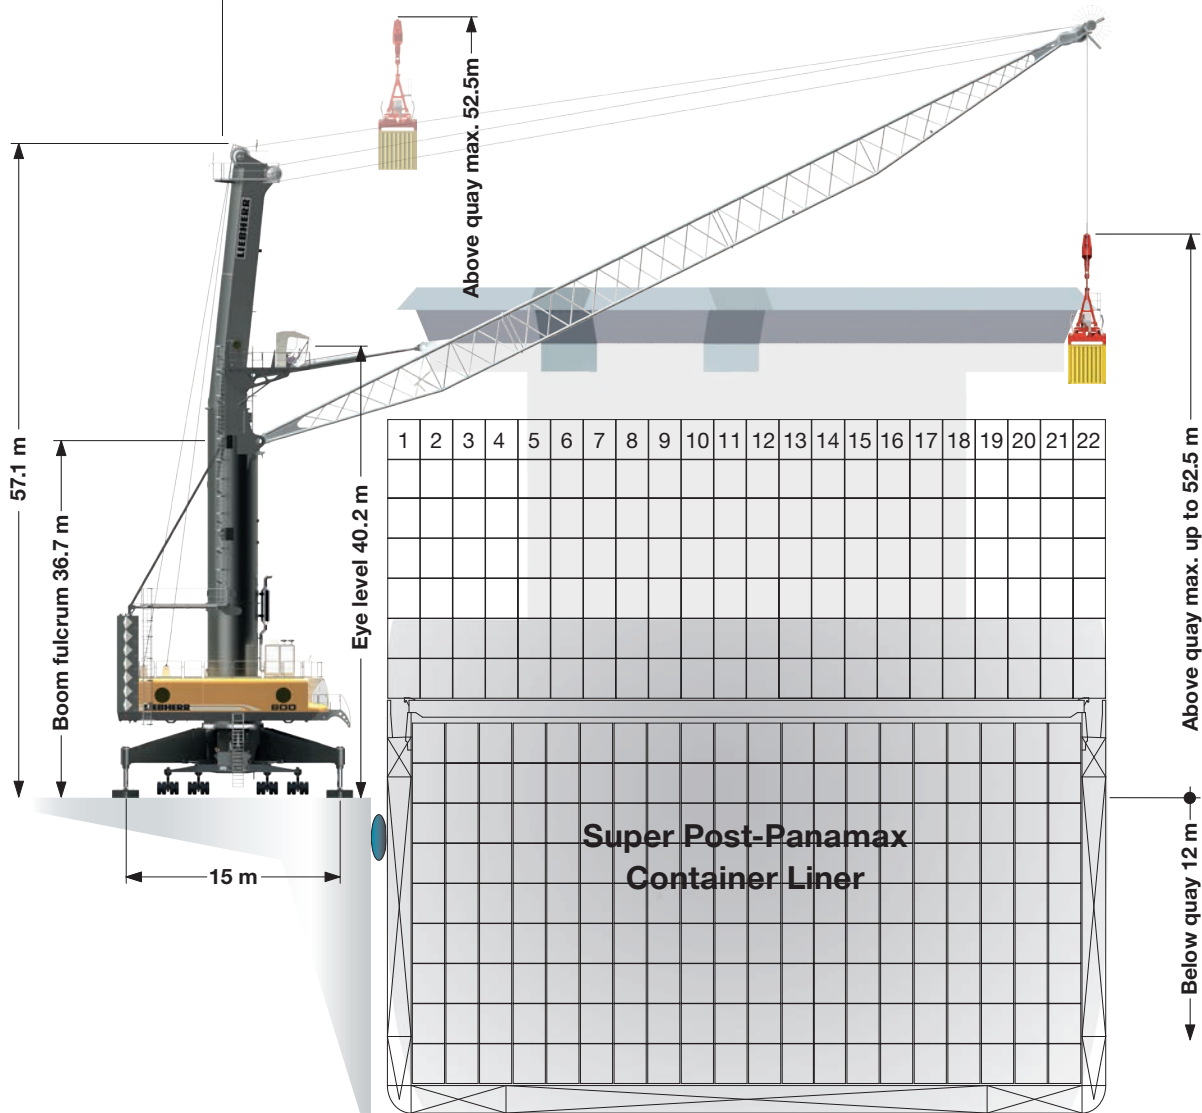 Above quay max. 52.5m
LIEBHERR
57.1 m
Boom fulcrum 36.7 m
Eye level 40.2 m
1 2 3 4 5 6 7 8 9 10 11 12 13 14 15 16 17 18 19 20 21 22
Above quay max. up to 52.5 m
LIEBHERR 800
Super Post-Panamax
Container Liner
15 m
Below quay 12 m